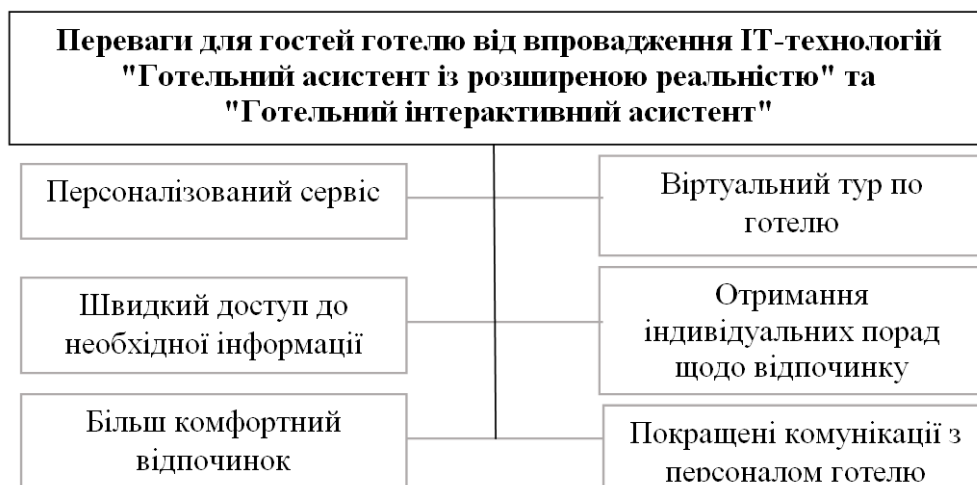 Переваги для гостей готелю від впровадження ІТ-технологій
"Готельний асистент із розширеною реальністю" та
"Готельний інтерактивний асистент"
Персоналізований сервіс
Віртуальний тур по
готелю
Швидкий доступ до
необхідної інформації
Отримання
індивідуальних порад
щодо відпочинку
Більш комфортний
відпочинок
Покращені комунікації з
персоналом готелю